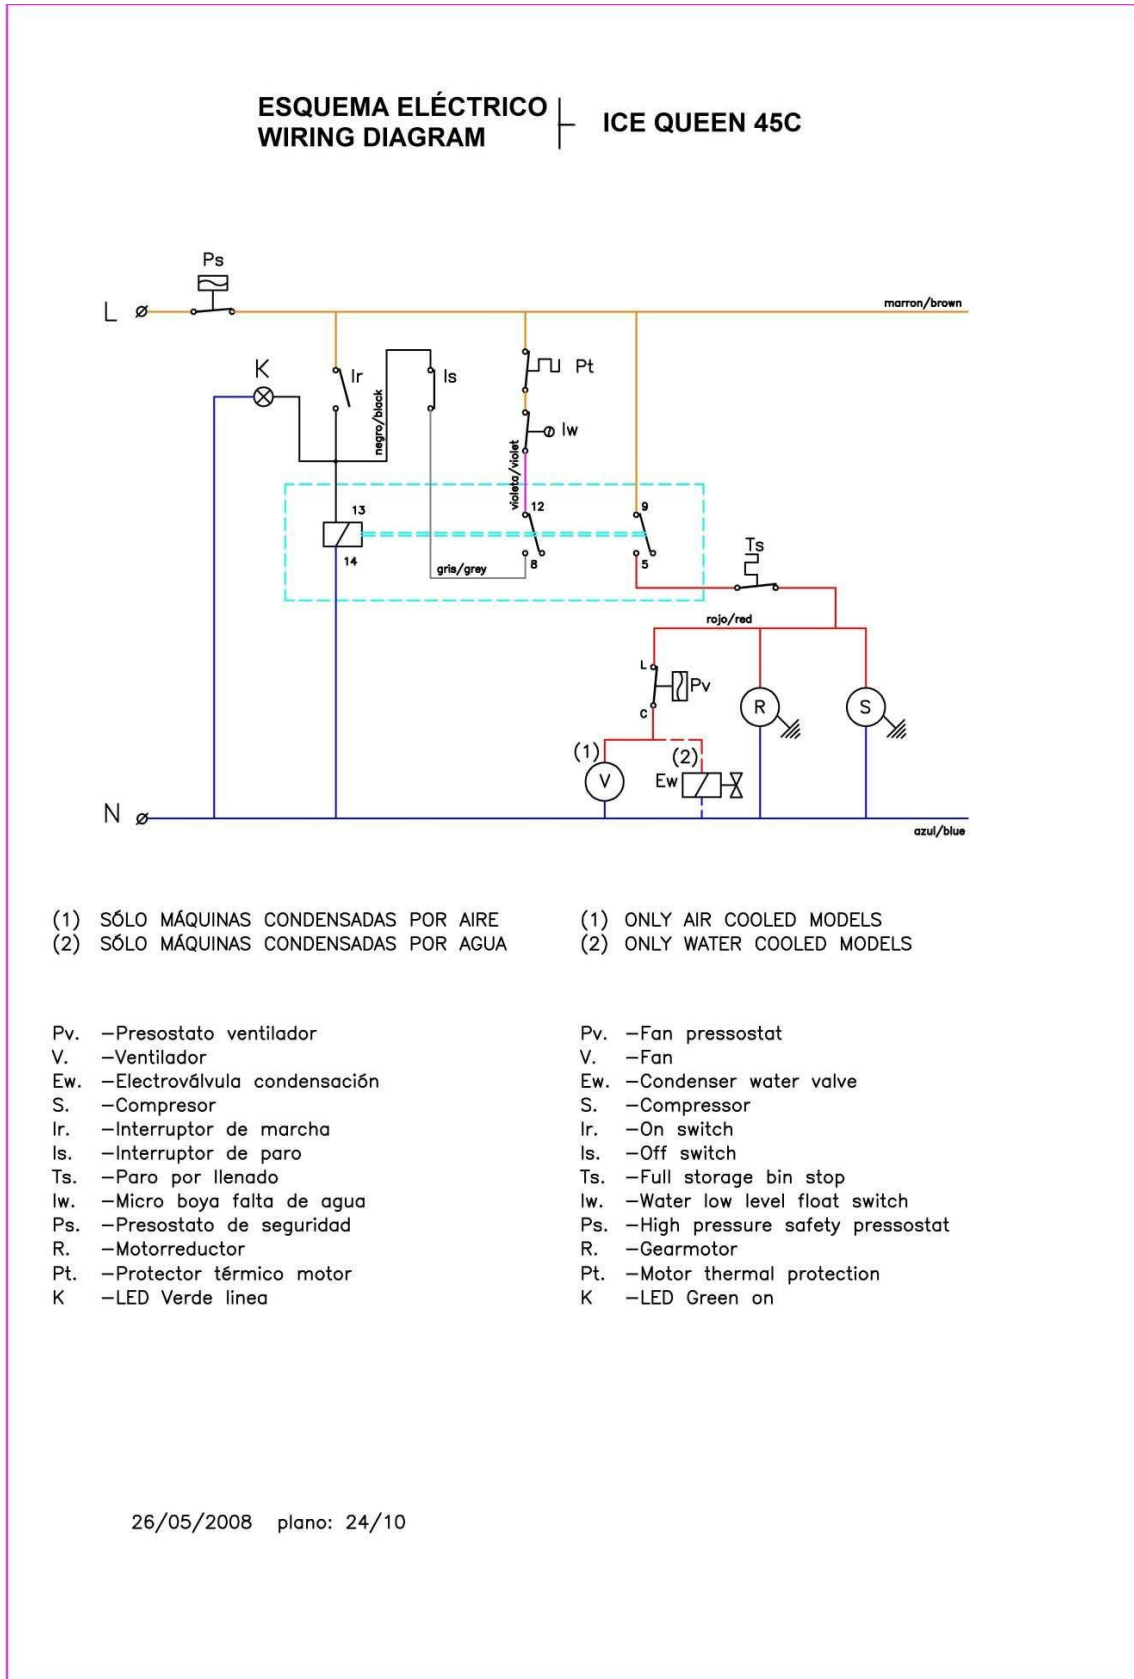 ESQUEMA ELÉCTRICO
WIRING DIAGRAM
ICE QUEEN 45C
Ps
L
marron/brown
K
Ir
Is
Pt
negro/black
Iw
violeta/violet
13
12
9
14
gris/grey
8
5
Ts
rojo/red
L
Pv
C
R
S
(1)
(2)
V
Ew
N
azul/blue
(1) SÓLO MÁQUINAS CONDENSADAS POR AIRE
(2) SÓLO MÁQUINAS CONDENSADAS POR AGUA
(1) ONLY AIR COOLED MODELS
(2) ONLY WATER COOLED MODELS
Pv. -Presostato ventilador
V. -Ventilador
Ew. -Electroválvula condensación
S. -Compresor
Ir. -Interruptor de marcha
Is. -Interruptor de paro
Ts. -Paro por llenado
Iw. -Micro boya falta de agua
Ps. -Presostato de seguridad
R. -Motorreductor
Pt. -Protector térmico motor
K -LED Verde linea
Pv. -Fan pressostat
V. -Fan
Ew. -Condenser water valve
S. -Compressor
Ir. -On switch
Is. -Off switch
Ts. -Full storage bin stop
Iw. -Water low level float switch
Ps. -High pressure safety pressostat
R. -Gearmotor
Pt. -Motor thermal protection
K -LED Green on
26/05/2008 plano: 24/10